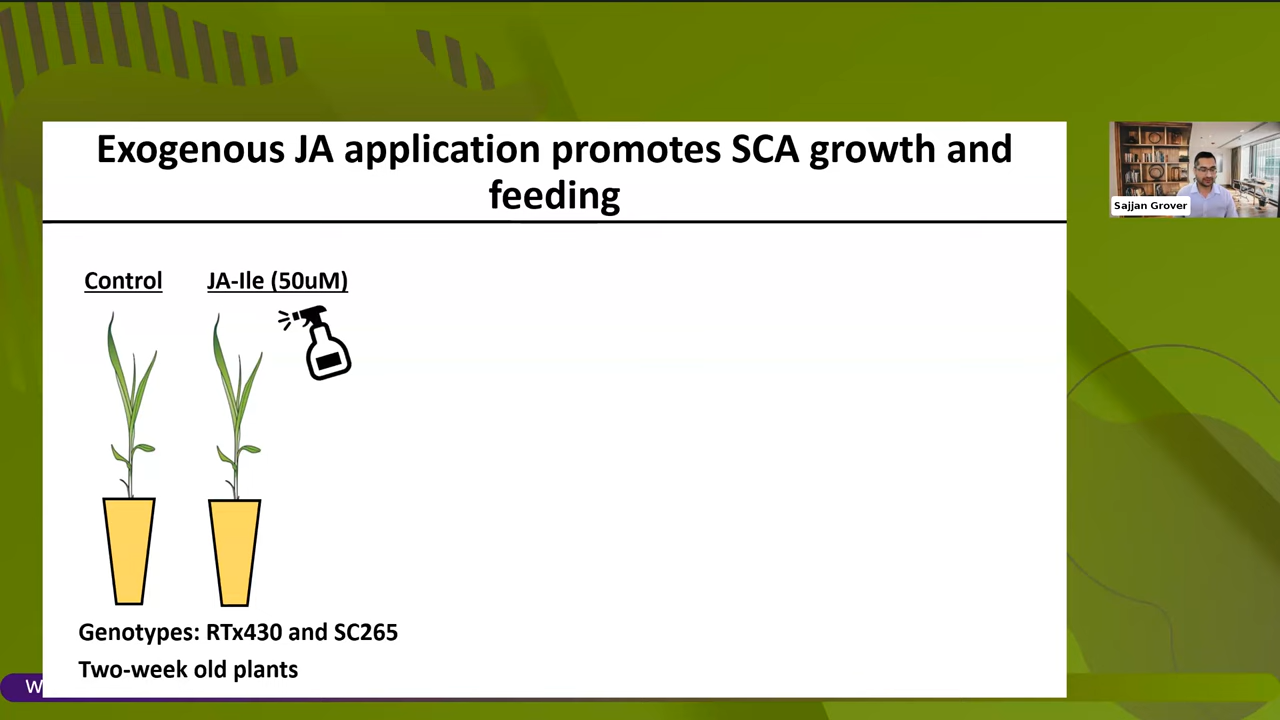 Exogenous JA application promotes SCA growth and
feeding
Sajjan Grover
Control
JA-Ile (50uM)
Genotypes: RTx430 and SC265
Two-week old plants
W